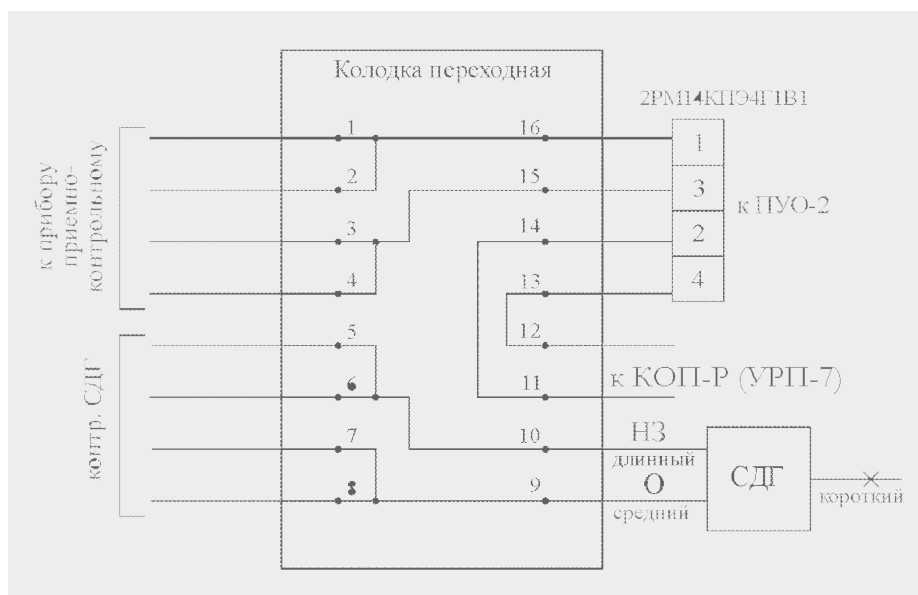 Колодка переходная
2РМ14КПЭ4Г1В1
к прибору
приемно-
контрольному
1
16
1
2
15
3
к ПУО-2
3
14
2
4
13
4
контр. СДГ
5
12
6
11
к КОП-Р (УРП-7)
7
10
НЗ
длинный
СДГ
8
9
О
средний
короткий